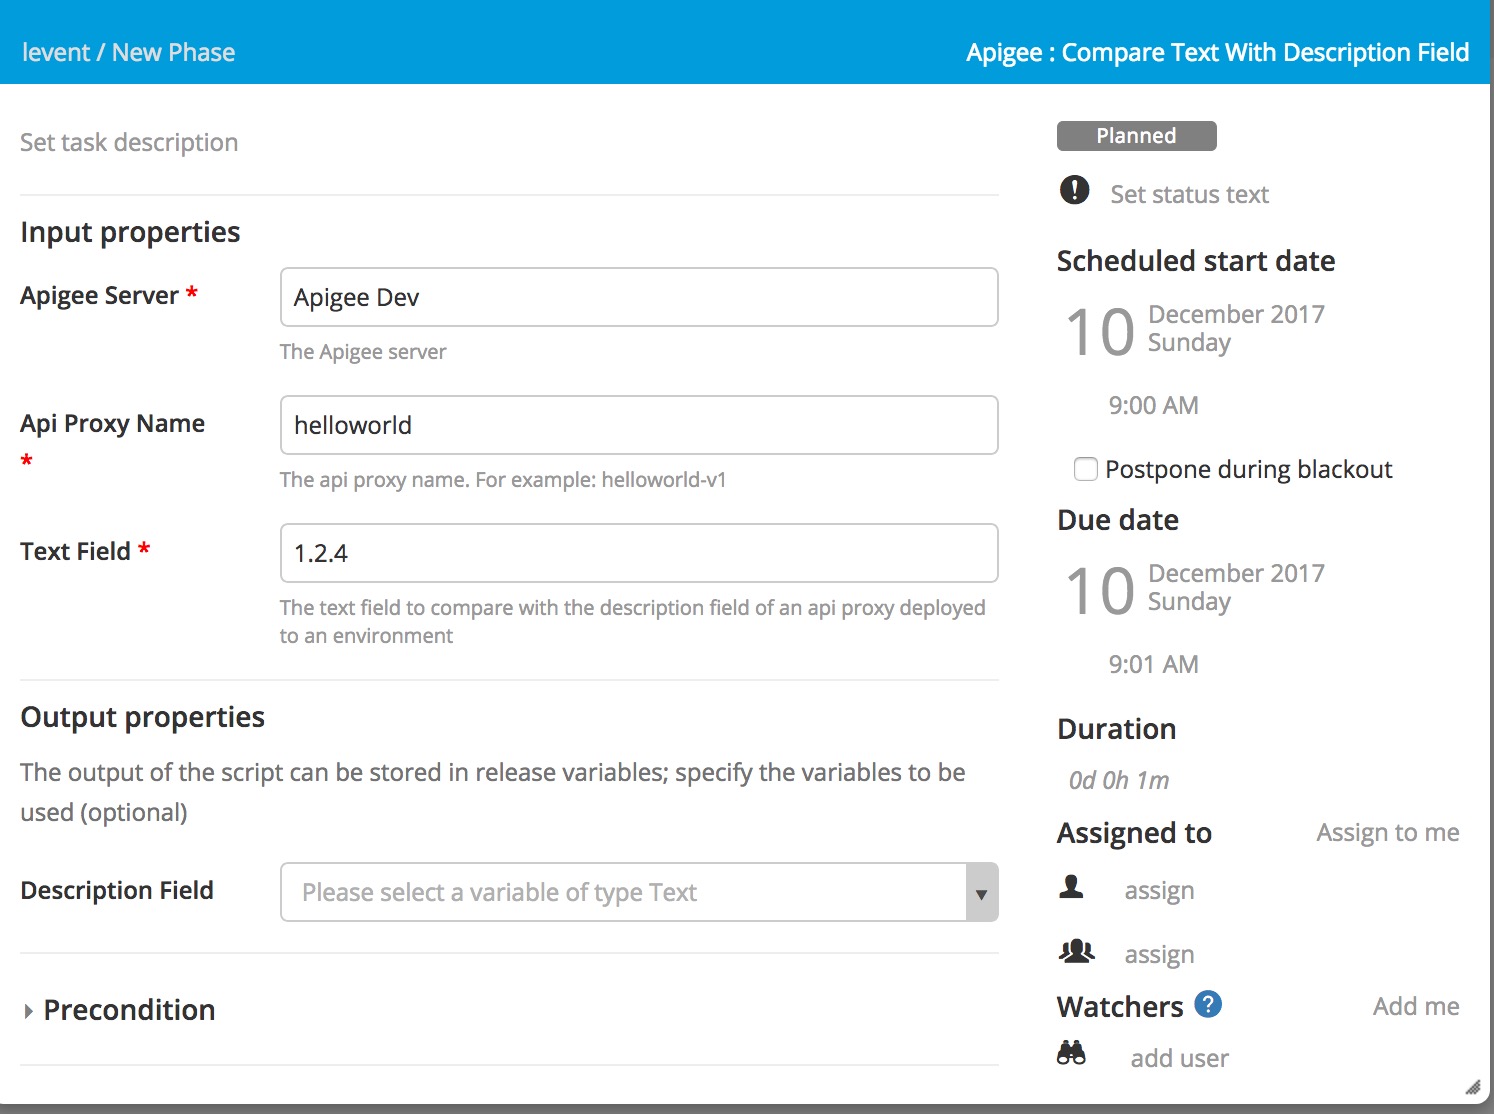 levent / New Phase
Apigee : Compare Text With Description Field
Set task description
Input properties
Apigee Server *
Apigee Dev
The Apigee server
Api Proxy Name
*
helloworld
The api proxy name. For example: helloworld-v1
Text Field *
1.2.4
The text field to compare with the description field of an api proxy deployed
to an environment
Output properties
The output of the script can be stored in release variables; specify the variables to be
used (optional)
Description Field
Please select a variable of type Text
Precondition
Planned
Set status text
Scheduled start date
10
December 2017
Sunday
9:00 AM
Postpone during blackout
Due date
10
December 2017
Sunday
9:01 AM
Duration
0d 0h 1m
Assigned to
Assign to me
assign
assign
Watchers ?
Add me
add user